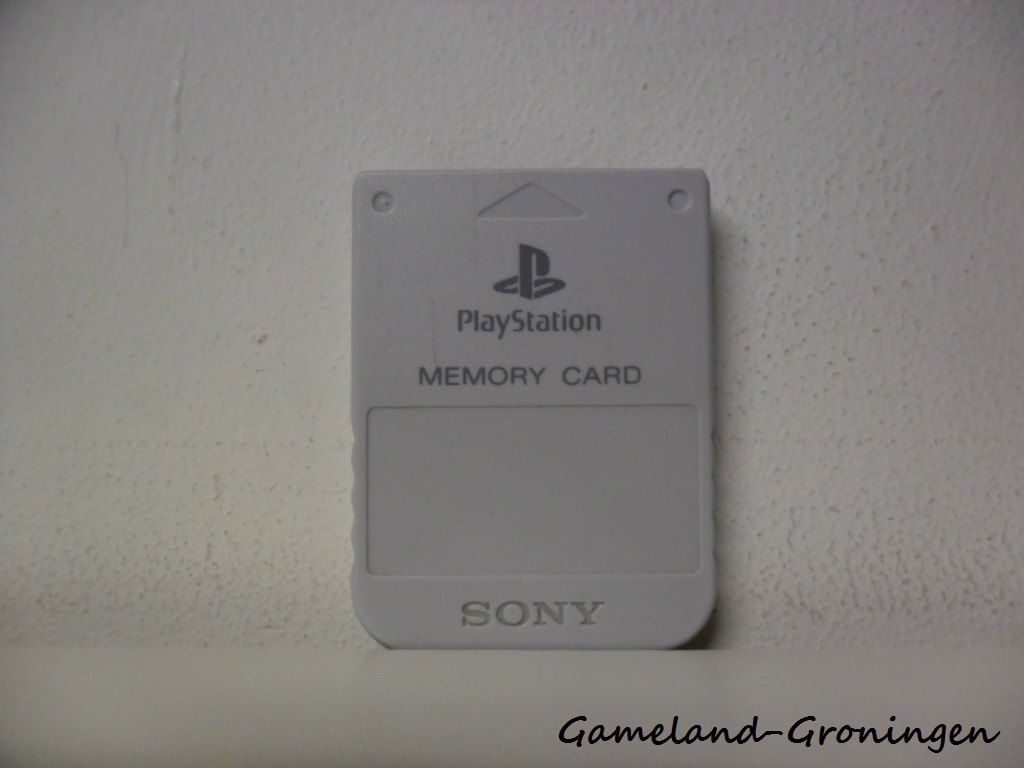 PlayStation
MEMORY CARD
SONY
Gameland-Groningen